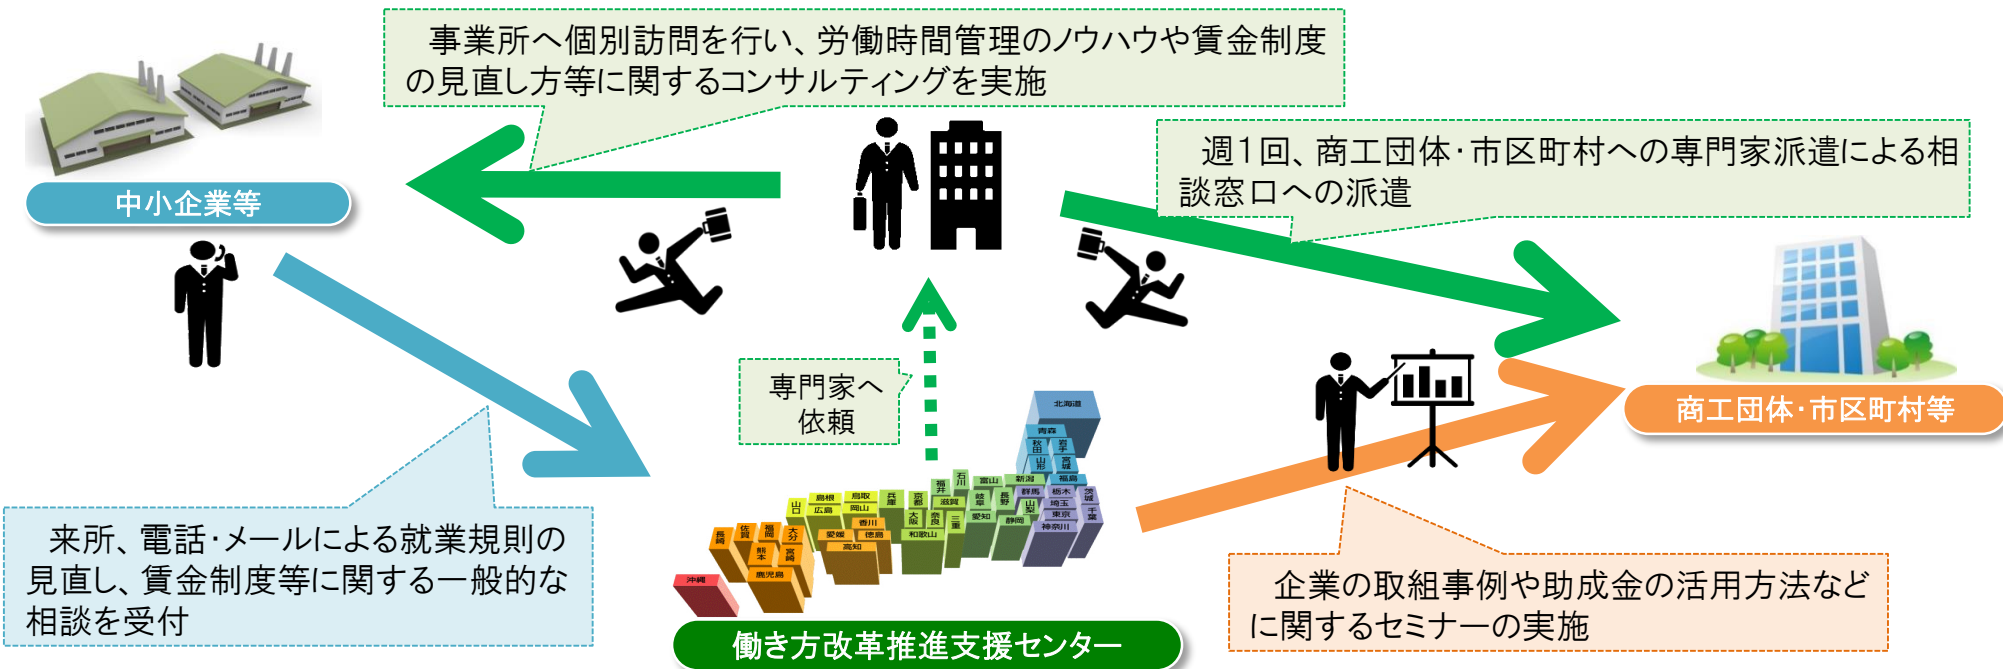 事業所へ個別訪問を行い、労働時間管理のノウハウや賃金制度
の見直し方等に関するコンサルティングを実施
週1回、商工団体・市区町村への専門家派遣による相
談窓口への派遣
中小企業等
専門家へ
依頼
商工団体・市区町村等
来所、電話・メールによる就業規則の
見直し、賃金制度等に関する一般的な
相談を受付
北海道
青森
秋田
岩手
山形
宮城
福島
新潟
富山
石川
福井
群馬
栃木
茨城
埼玉
千葉
東京
神奈川
山梨
長野
岐阜
静岡
愛知
滋賀
三重
京都
奈良
大阪
和歌山
兵庫
鳥取
島根
岡山
広島
山口
香川
徳島
愛媛
高知
福岡
佐賀
長崎
大分
熊本
宮崎
鹿児島
沖縄
企業の取組事例や助成金の活用方法など
に関するセミナーの実施
働き方改革推進支援センター